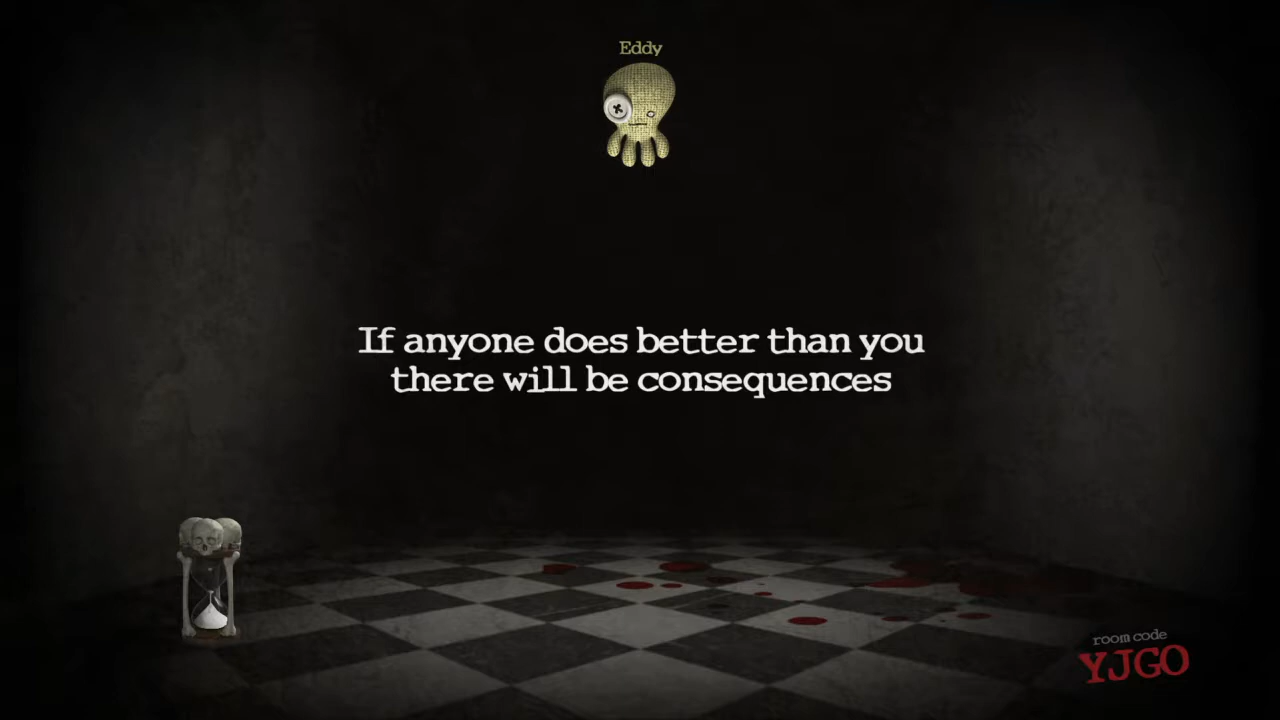 Eddy
If anyone does better than you
there will be consequences
room code
YJGO